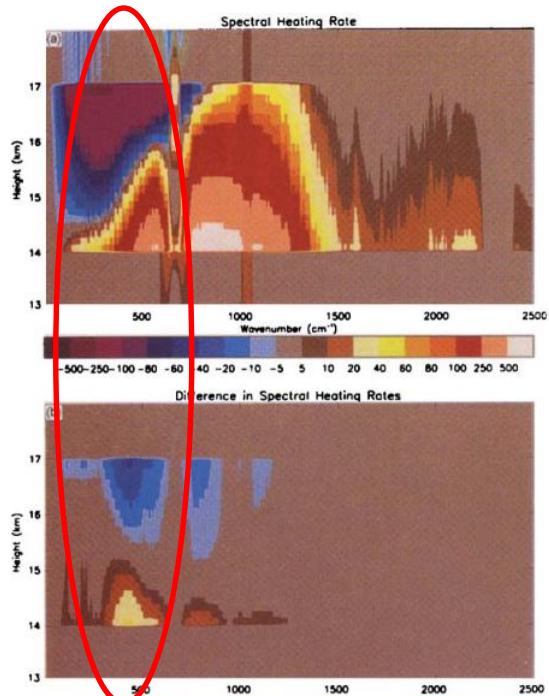 Spectral Heating Rate
(a)
Height (km)
17
16
15
14
13
500 1000 1500 2000 2500
Wavenumber (cm⁻¹)
-500 -250 -100 -80 -60 -40 -20 -10 -5 5 10 20 40 60 80 100 250 500
Difference in Spectral Heating Rates
(b)
Height (km)
17
16
15
14
13
500 1000 1500 2000 2500